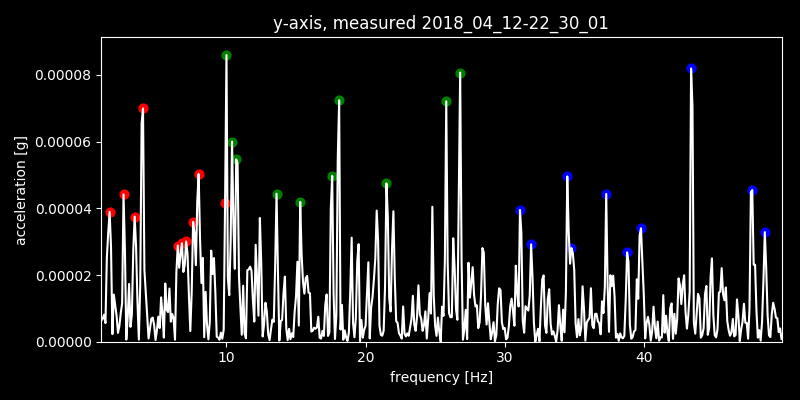 y-axis, measured 2018_04_12-22_30_01
0.00008
0.00006
0.00004
0.00002
0.00000
acceleration [g]
10 20 30 40
frequency [Hz]